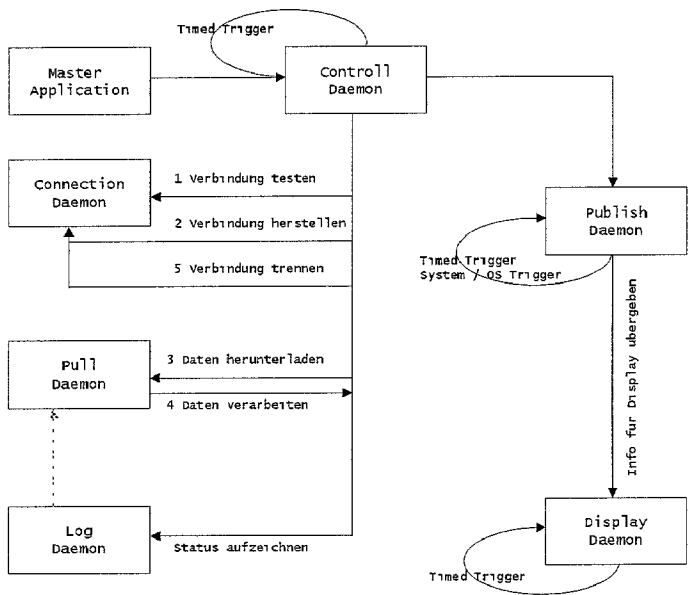 Timed Trigger
Master
Application
Controll
Daemon
Connection
Daemon
1 Verbindung testen
2 Verbindung herstellen
5 Verbindung trennen
Publish
Daemon
Timed Trigger
System / OS Trigger
Info für Display übergeben
Pull
Daemon
3 Daten herunterladen
4 Daten verarbeiten
Log
Daemon
Status aufzeichnen
Display
Daemon
Timed Trigger